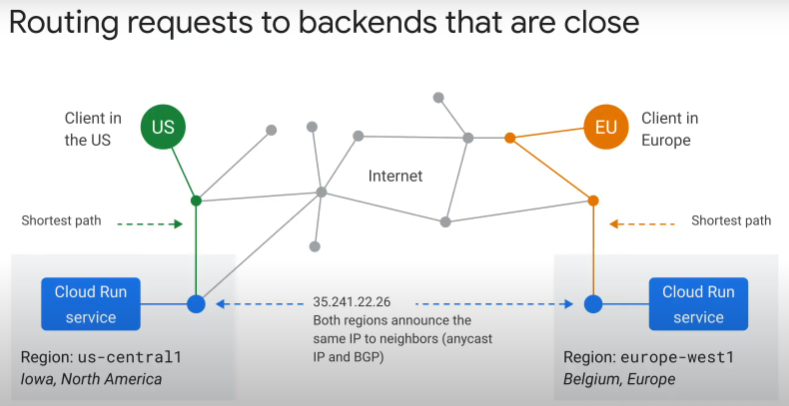 Routing requests to backends that are close
Client in
the US
US
EU
Client in
Europe
Internet
Shortest path
Shortest path
Cloud Run
service
35.241.22.26
Both regions announce the
same IP to neighbors (anycast
IP and BGP)
Cloud Run
service
Region: us-central1
Iowa, North America
Region: europe-west1
Belgium, Europe